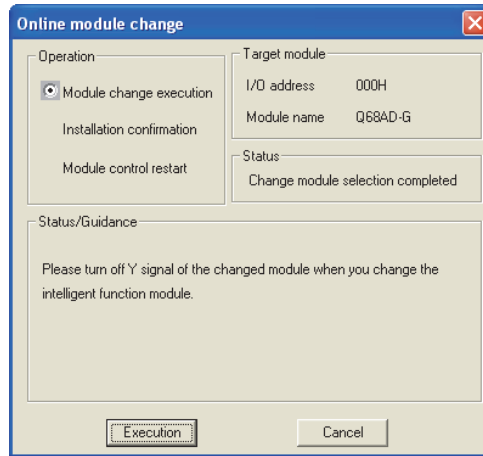 Online module change
Operation
Module change execution
Installation confirmation
Module control restart
Target module
I/O address 000H
Module name Q68AD-G
Status
Change module selection completed
Status/Guidance
Please turn off Y signal of the changed module when you change the
intelligent function module.
Execution
Cancel